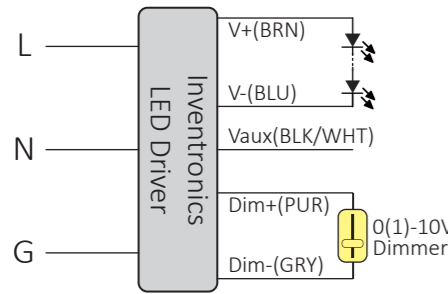 L
N
G
Inventronics
LED Driver
V+(BRN)
V-(BLU)
Vaux(BLK/WHT)
Dim+(PUR)
Dim-(GRY)
0(1)-10V
Dimmer